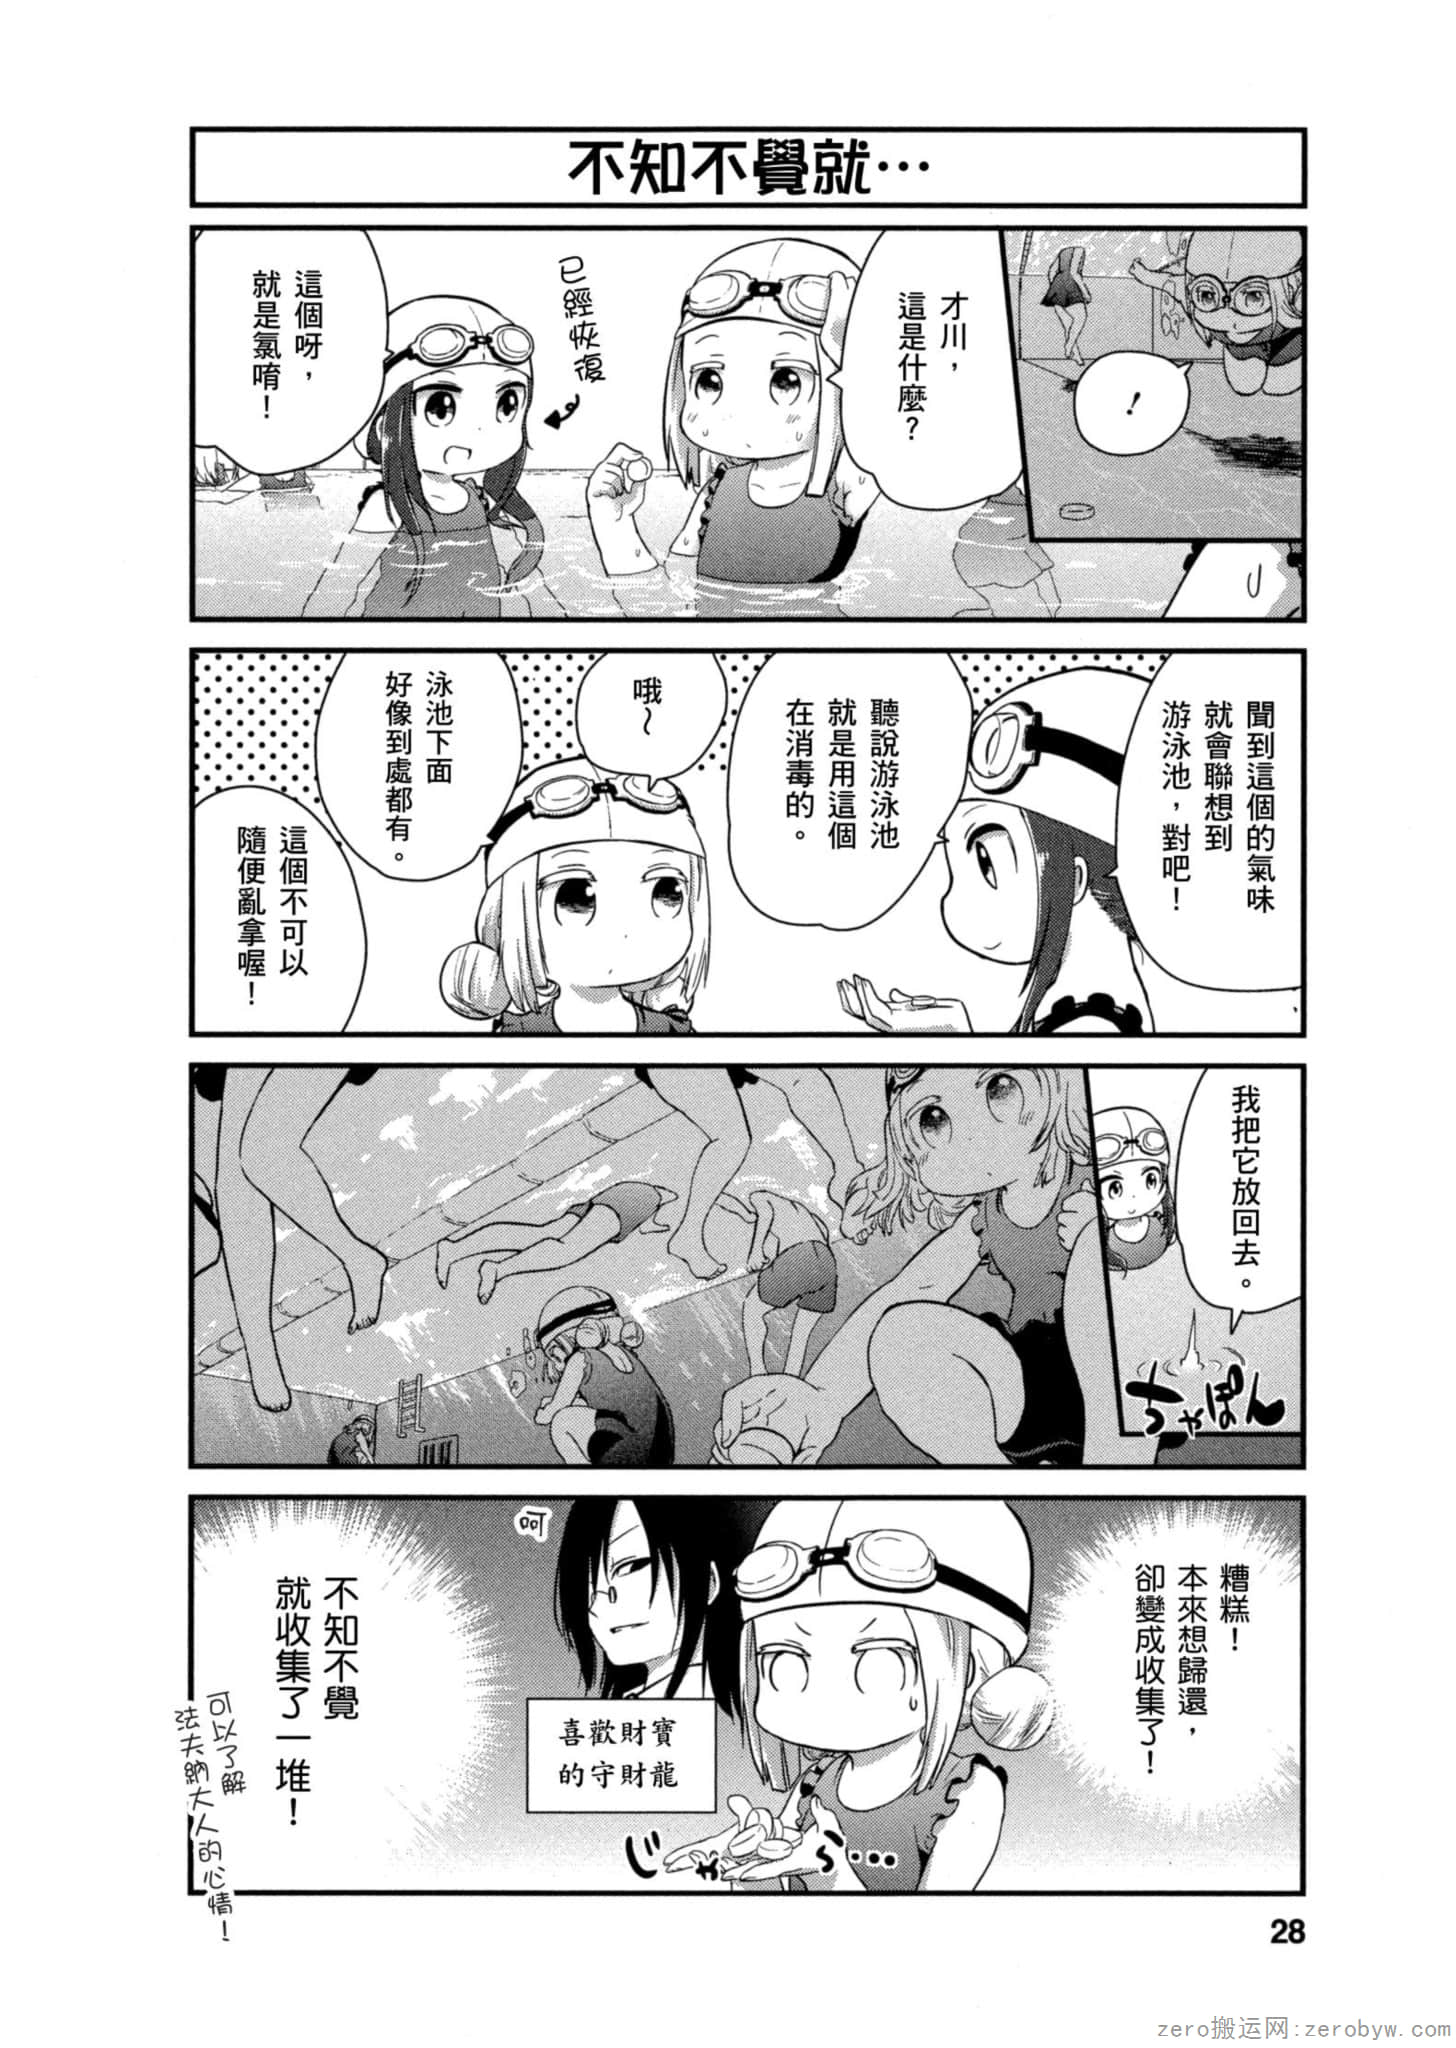 不知不覺就…
！
才川，
這是什麼？
已經恢復
這個呀，
就是氯唷！
聞到這個的氣味
就會聯想到
游泳池，對吧！
聽說游泳池
就是用這個
在消毒的。
哦～
泳池下面
好像到處都有。
這個不可以
隨便亂拿喔！
我把它放回去。
ちゃぽん
糟糕！
本來想歸還，
卻變成收集了！
呵
喜歡財寶
的守財龍
じゃら…
不知不覺
就收集了一堆！
可以了解
法夫納大人的心情！
28
zero搬运网:zerobyw.com